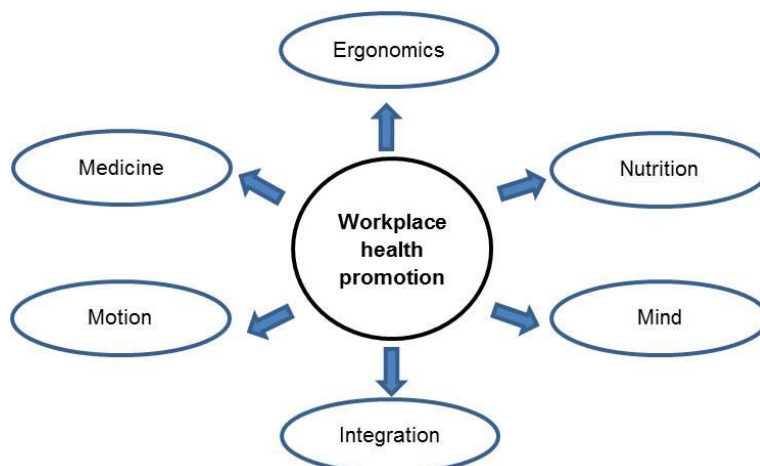 Ergonomics
Medicine
Nutrition
Workplace
health
promotion
Motion
Mind
Integration